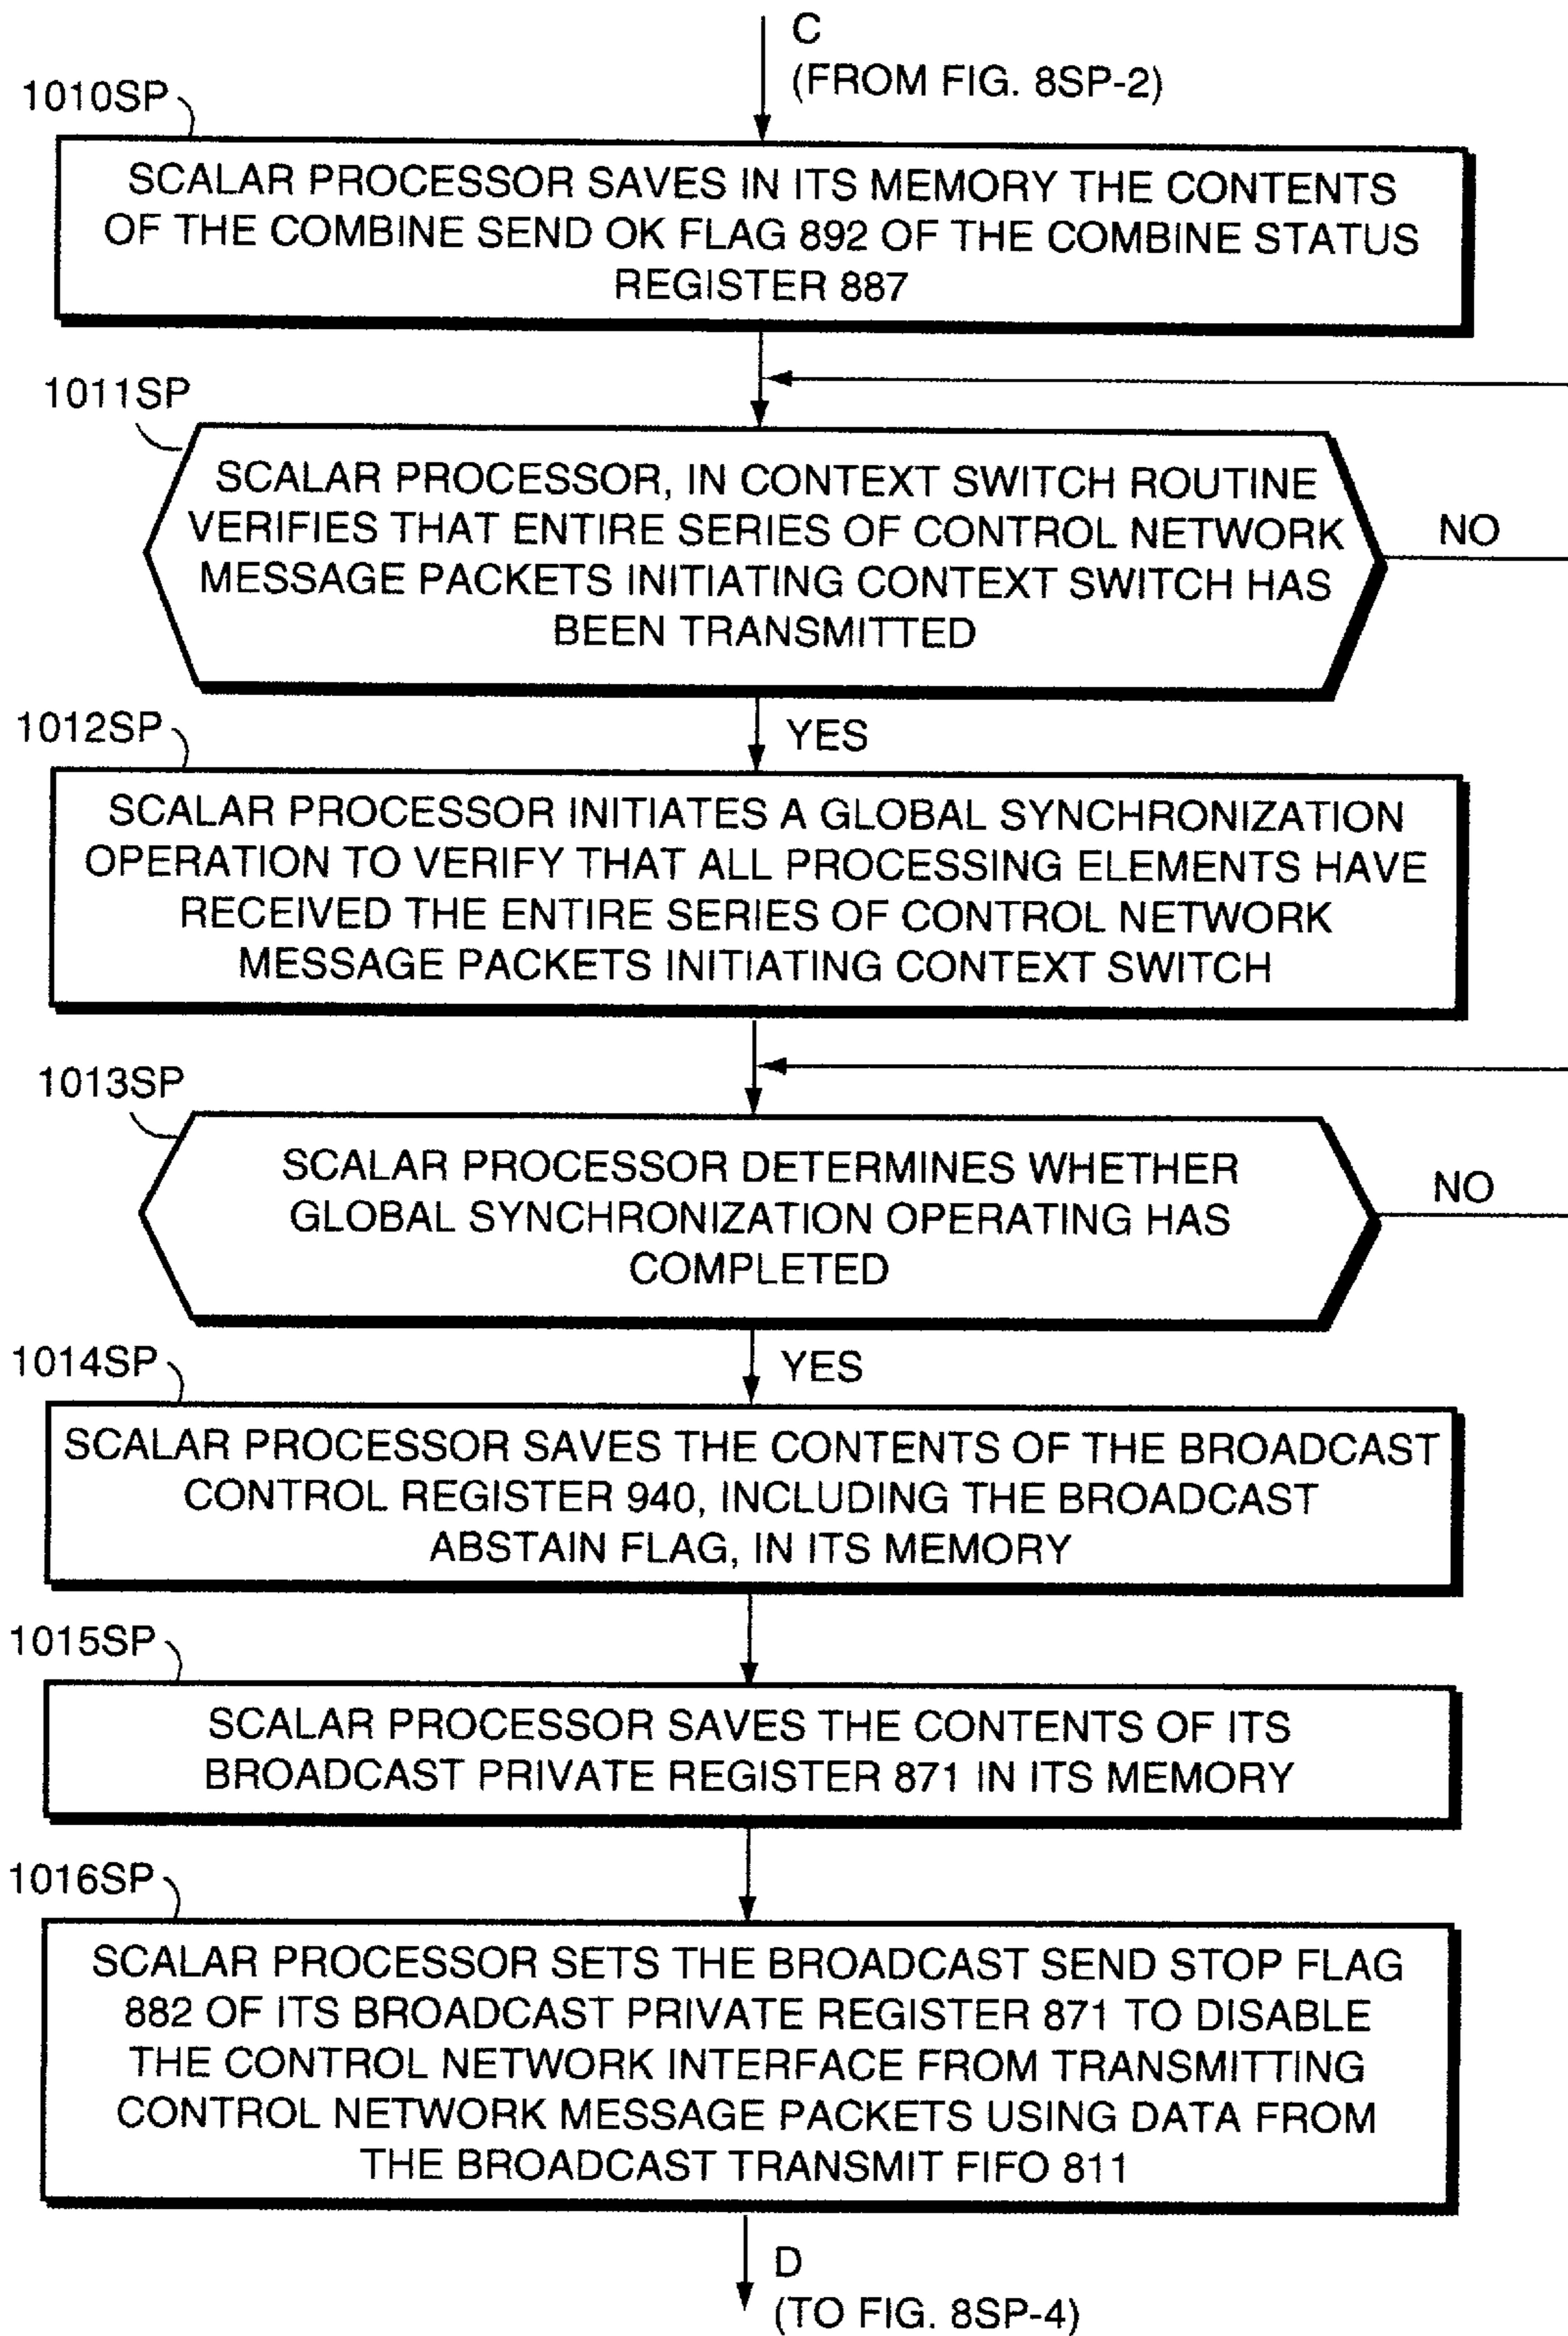 C
(FROM FIG. 8SP-2)
1010SP
SCALAR PROCESSOR SAVES IN ITS MEMORY THE CONTENTS
OF THE COMBINE SEND OK FLAG 892 OF THE COMBINE STATUS
REGISTER 887
1011SP
SCALAR PROCESSOR, IN CONTEXT SWITCH ROUTINE
VERIFIES THAT ENTIRE SERIES OF CONTROL NETWORK
MESSAGE PACKETS INITIATING CONTEXT SWITCH HAS
BEEN TRANSMITTED
NO
YES
1012SP
SCALAR PROCESSOR INITIATES A GLOBAL SYNCHRONIZATION
OPERATION TO VERIFY THAT ALL PROCESSING ELEMENTS HAVE
RECEIVED THE ENTIRE SERIES OF CONTROL NETWORK
MESSAGE PACKETS INITIATING CONTEXT SWITCH
1013SP
SCALAR PROCESSOR DETERMINES WHETHER
GLOBAL SYNCHRONIZATION OPERATING HAS
COMPLETED
NO
YES
1014SP
SCALAR PROCESSOR SAVES THE CONTENTS OF THE BROADCAST
CONTROL REGISTER 940, INCLUDING THE BROADCAST
ABSTAIN FLAG, IN ITS MEMORY
1015SP
SCALAR PROCESSOR SAVES THE CONTENTS OF ITS
BROADCAST PRIVATE REGISTER 871 IN ITS MEMORY
1016SP
SCALAR PROCESSOR SETS THE BROADCAST SEND STOP FLAG
882 OF ITS BROADCAST PRIVATE REGISTER 871 TO DISABLE
THE CONTROL NETWORK INTERFACE FROM TRANSMITTING
CONTROL NETWORK MESSAGE PACKETS USING DATA FROM
THE BROADCAST TRANSMIT FIFO 811
D
(TO FIG. 8SP-4)